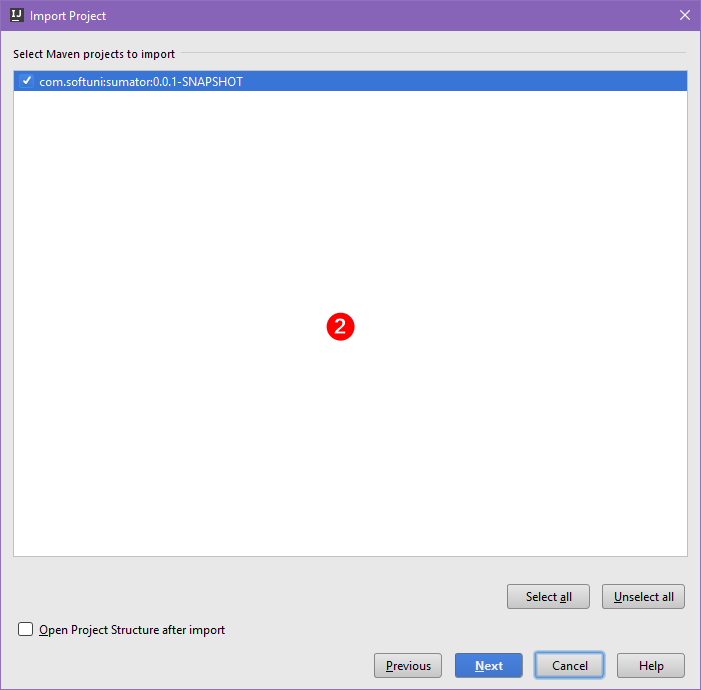 IJ Import Project
Select Maven projects to import
com.softuni:sumator:0.0.1-SNAPSHOT
2
Select all Unselect all
Open Project Structure after import
Previous Next Cancel Help